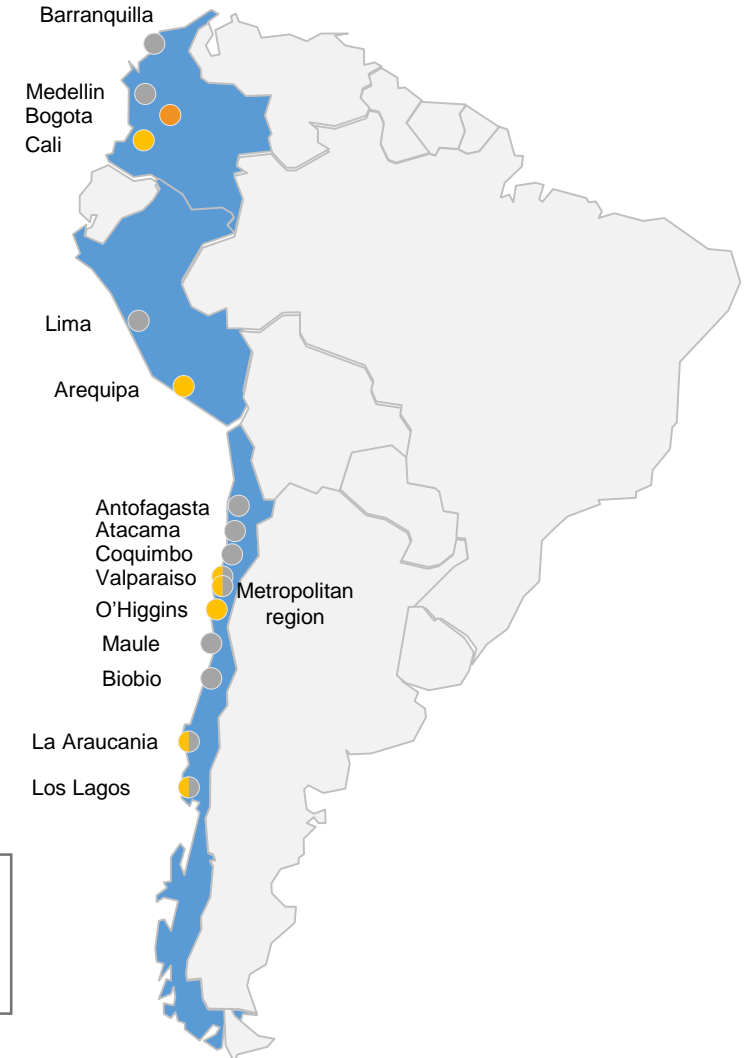 Barranquilla
Medellin
Bogota
Cali
Lima
Arequipa
Antofagasta
Atacama
Coquimbo
Valparaiso
Metropolitan
region
O’Higgins
Maule
Biobio
La Araucania
Los Lagos